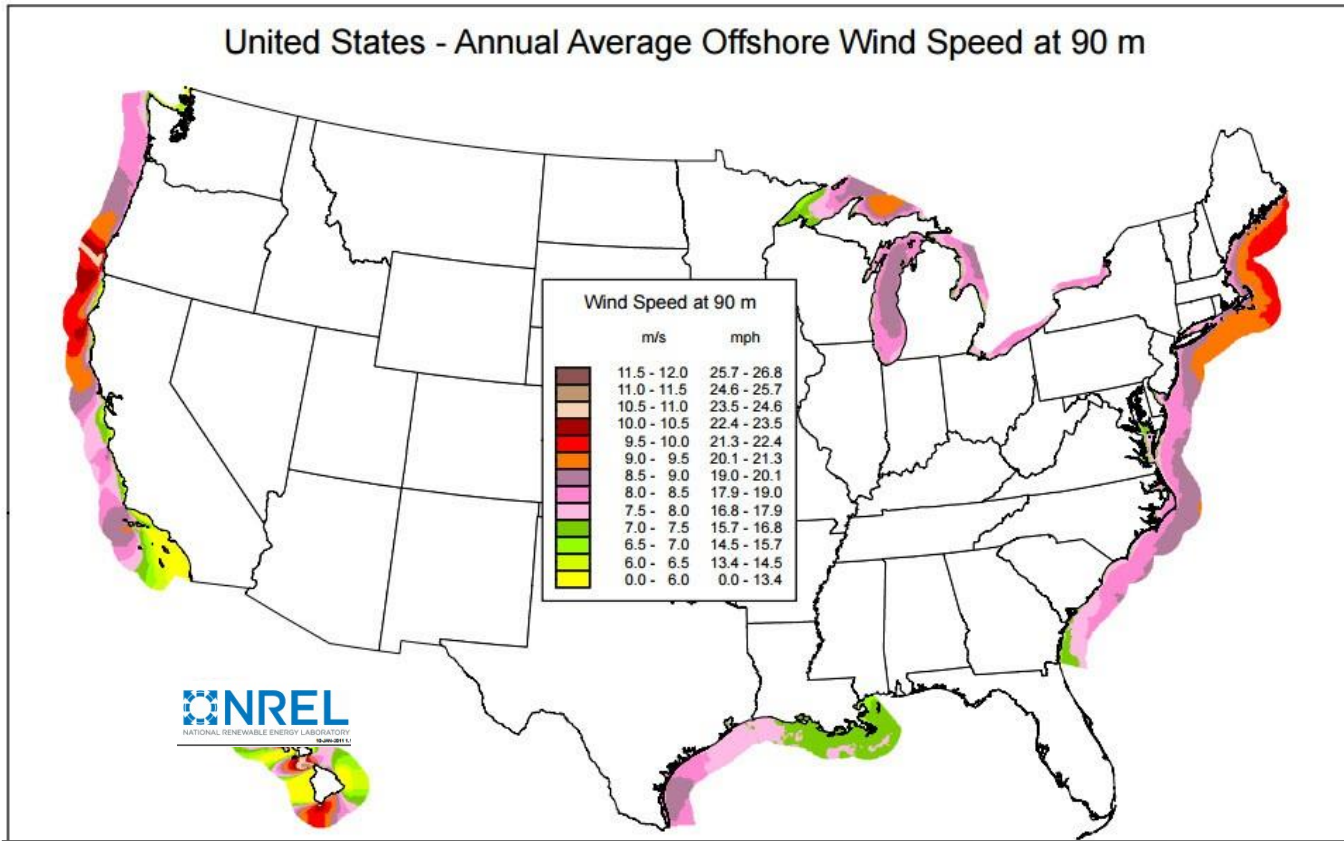 United States - Annual Average Offshore Wind Speed at 90 m
Wind Speed at 90 m
m/s mph
11.5 - 12.0 25.7 - 26.8
11.0 - 11.5 24.6 - 25.7
10.5 - 11.0 23.5 - 24.6
10.0 - 10.5 22.4 - 23.5
9.5 - 10.0 21.3 - 22.4
9.0 - 9.5 20.1 - 21.3
8.5 - 9.0 19.0 - 20.1
8.0 - 8.5 17.9 - 19.0
7.5 - 8.0 16.8 - 17.9
7.0 - 7.5 15.7 - 16.8
6.5 - 7.0 14.5 - 15.7
6.0 - 6.5 13.4 - 14.5
0.0 - 6.0 0.0 - 13.4
NREL
NATIONAL RENEWABLE ENERGY LABORATORY